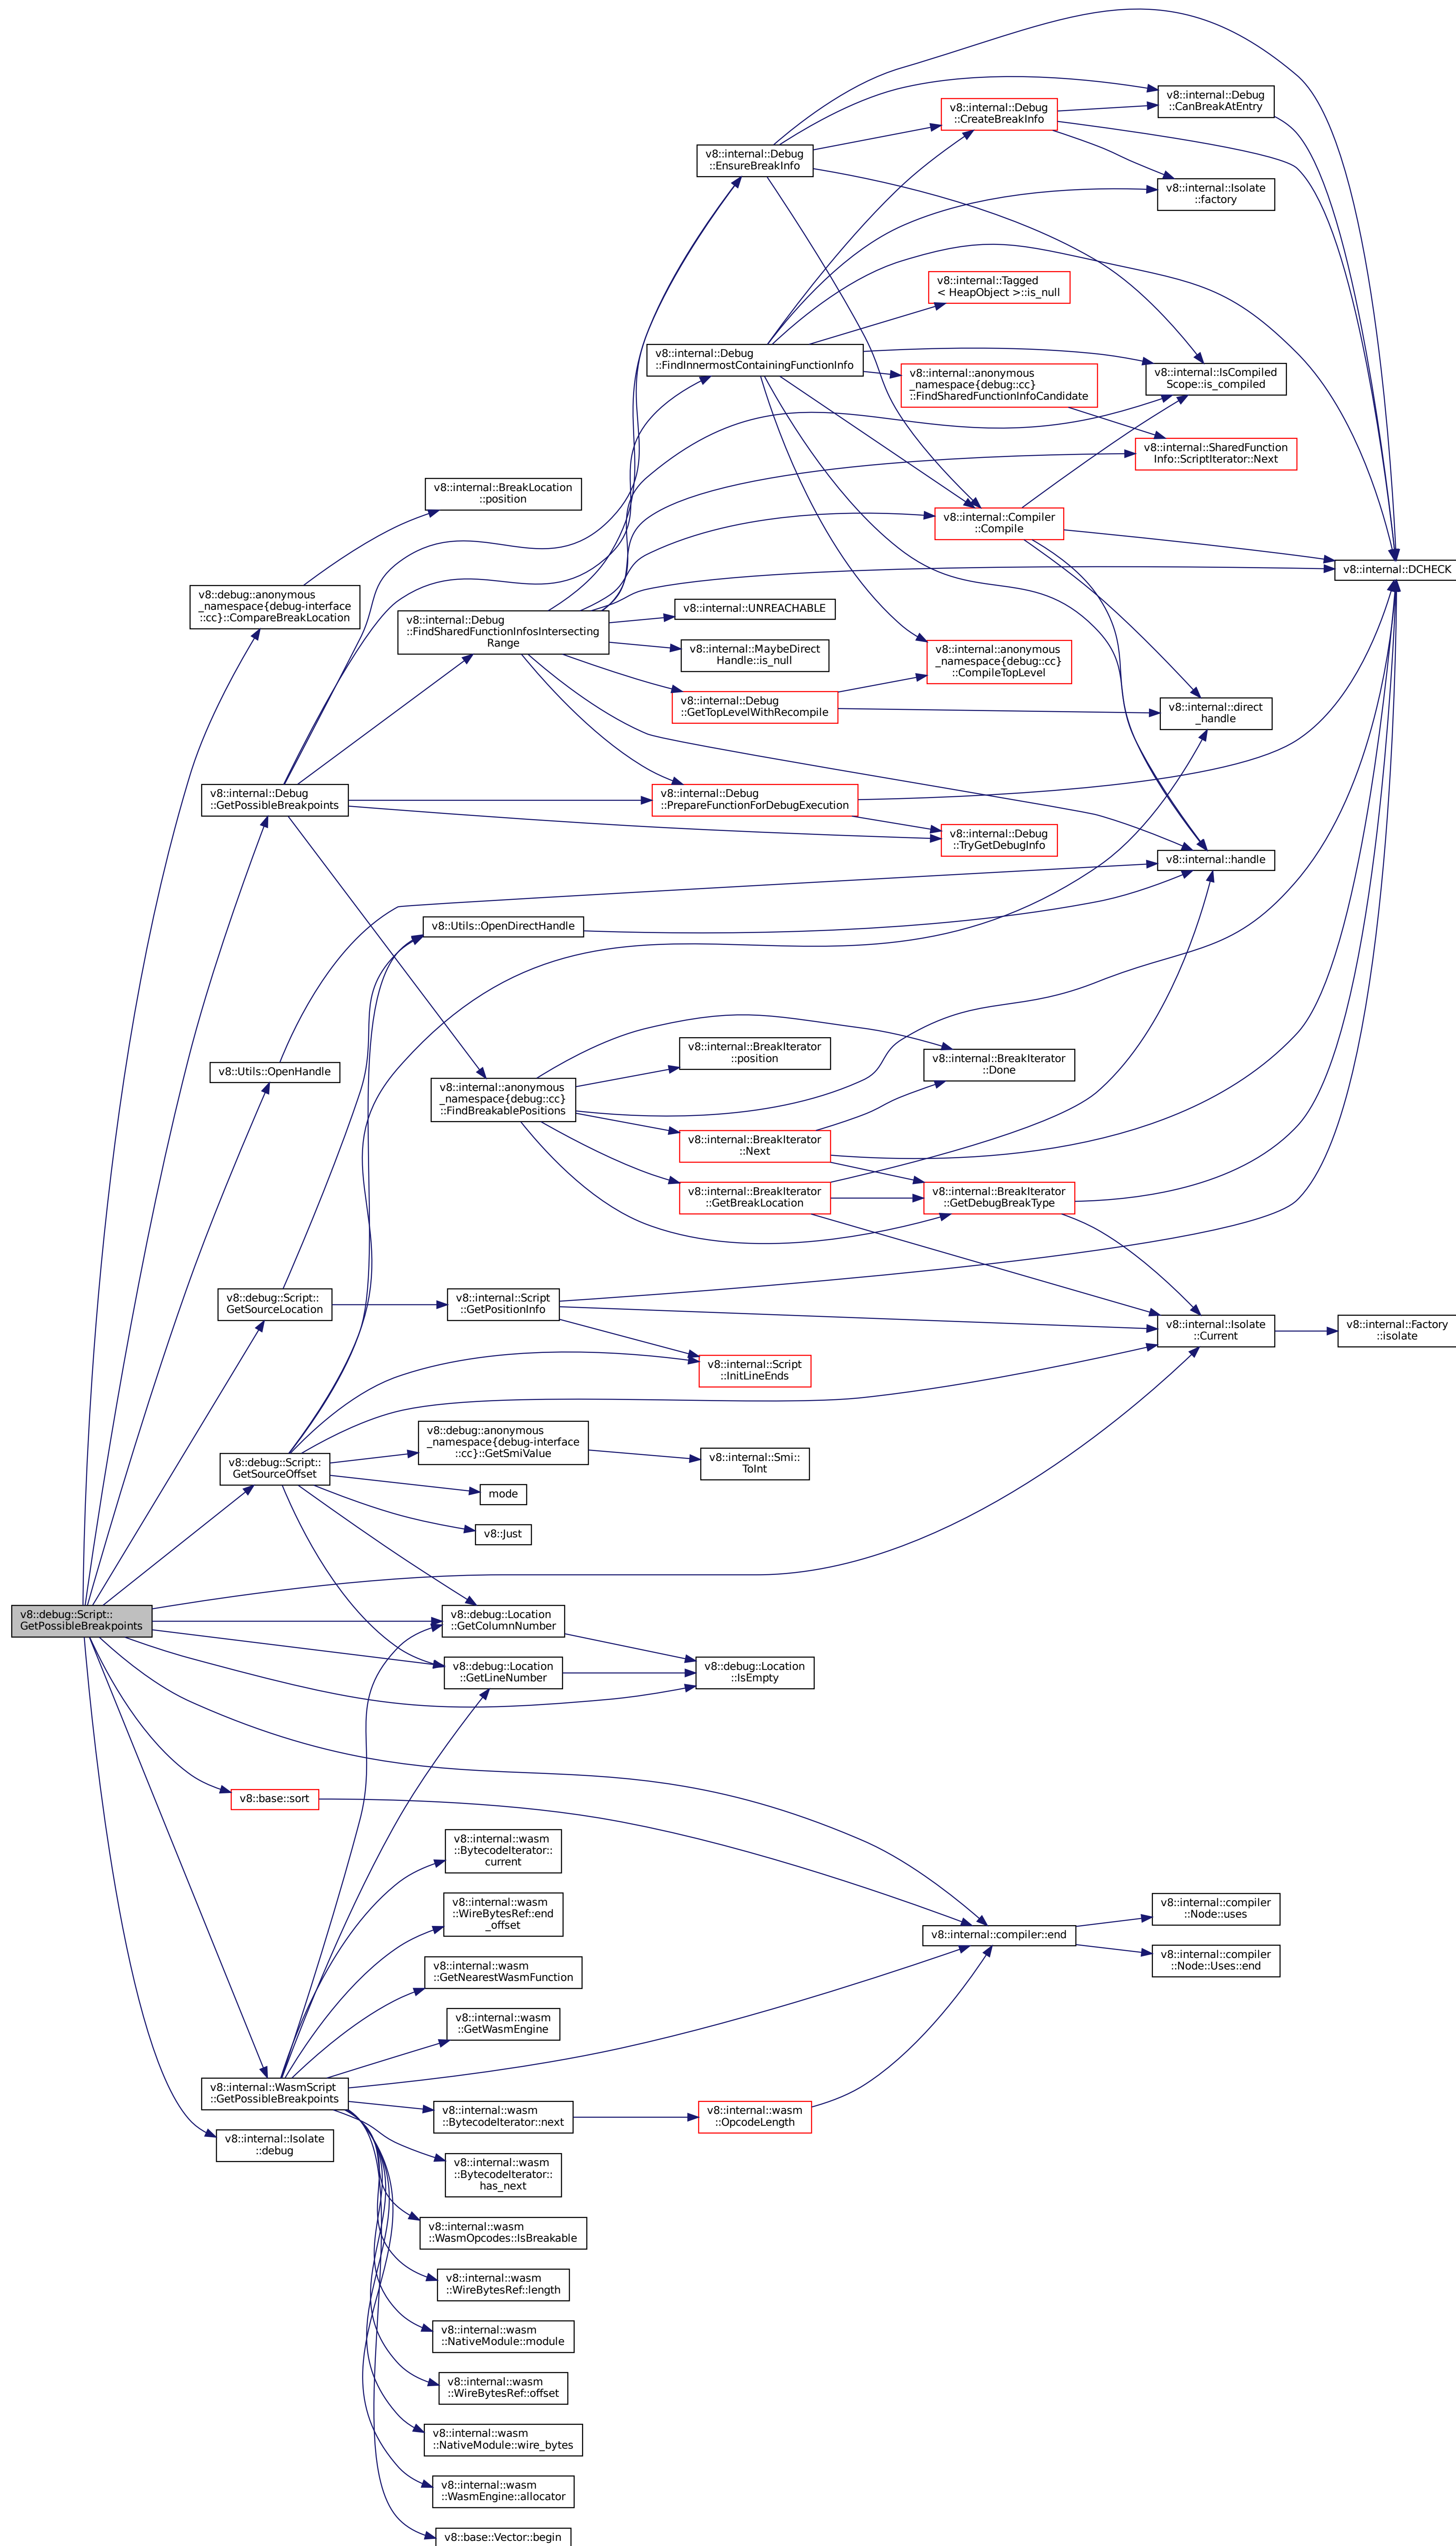 v8::internal::Debug
::CanBreakAtEntry
v8::internal::Debug
::CreateBreakInfo
v8::internal::Debug
::EnsureBreakInfo
v8::internal::Isolate
::factory
v8::internal::Tagged
< HeapObject >::is_null
v8::internal::Debug
::FindInnermostContainingFunctionInfo
v8::internal::IsCompiled
Scope::is_compiled
v8::internal::anonymous
_namespace{debug::cc}
::FindSharedFunctionInfoCandidate
v8::internal::SharedFunction
Info::ScriptIterator::Next
v8::internal::BreakLocation
::position
v8::internal::Compiler
::Compile
v8::internal::DCHECK
v8::debug::anonymous
_namespace{debug-interface
::cc}::CompareBreakLocation
v8::internal::UNREACHABLE
v8::internal::Debug
::FindSharedFunctionInfosIntersecting
Range
v8::internal::MaybeDirect
Handle::is_null
v8::internal::anonymous
_namespace{debug::cc}
::CompileTopLevel
v8::internal::Debug
::GetTopLevelWithRecompile
v8::internal::direct
_handle
v8::internal::Debug
::GetPossibleBreakpoints
v8::internal::Debug
::PrepareFunctionForDebugExecution
v8::internal::Debug
::TryGetDebugInfo
v8::internal::handle
v8::Utils::OpenDirectHandle
v8::internal::BreakIterator
::position
v8::internal::BreakIterator
::Done
v8::Utils::OpenHandle
v8::internal::anonymous
_namespace{debug::cc}
::FindBreakablePositions
v8::internal::BreakIterator
::Next
v8::internal::BreakIterator
::GetBreakLocation
v8::internal::BreakIterator
::GetDebugBreakType
v8::debug::Script::
GetSourceLocation
v8::internal::Script
::GetPositionInfo
v8::internal::Isolate
::Current
v8::internal::Factory
::isolate
v8::internal::Script
::InitLineEnds
v8::debug::anonymous
_namespace{debug-interface
::cc}::GetSmiValue
v8::internal::Smi::
ToInt
v8::debug::Script::
GetSourceOffset
mode
v8::Just
v8::debug::Script::
GetPossibleBreakpoints
v8::debug::Location
::GetColumnNumber
v8::debug::Location
::GetLineNumber
v8::debug::Location
::IsEmpty
v8::base::sort
v8::internal::wasm
::BytecodeIterator::
current
v8::internal::wasm
::WireBytesRef::end
_offset
v8::internal::compiler
::Node::uses
v8::internal::compiler::end
v8::internal::compiler
::Node::Uses::end
v8::internal::wasm
::GetNearestWasmFunction
v8::internal::wasm
::GetWasmEngine
v8::internal::WasmScript
::GetPossibleBreakpoints
v8::internal::wasm
::BytecodeIterator::next
v8::internal::wasm
::OpcodeLength
v8::internal::Isolate
::debug
v8::internal::wasm
::BytecodeIterator::
has_next
v8::internal::wasm
::WasmOpcodes::IsBreakable
v8::internal::wasm
::WireBytesRef::length
v8::internal::wasm
::NativeModule::module
v8::internal::wasm
::WireBytesRef::offset
v8::internal::wasm
::NativeModule::wire_bytes
v8::internal::wasm
::WasmEngine::allocator
v8::base::Vector::begin